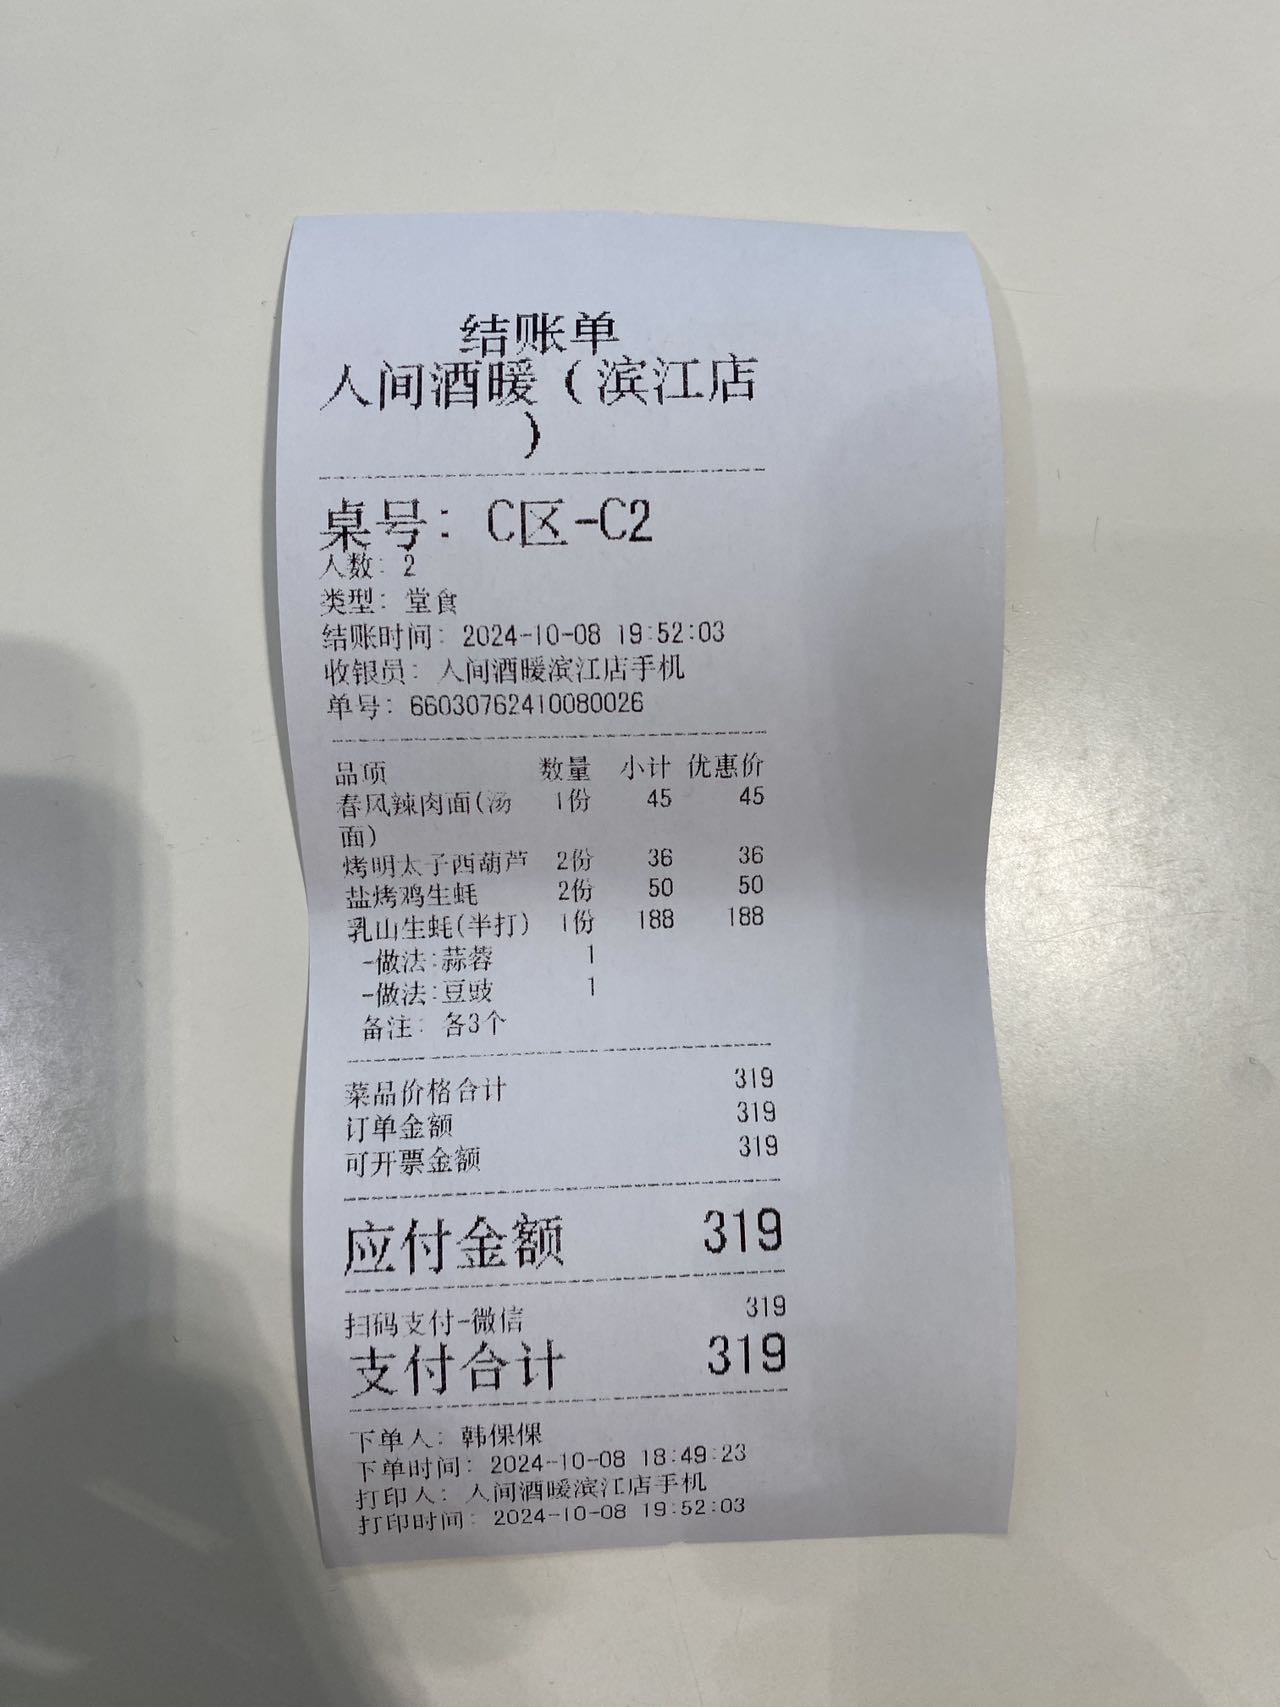 结账单
人间酒暖（滨江店
）
桌号：C区-C2
人数：2
类型：堂食
结账时间：2024-10-08 19:52:03
收银员：人间酒暖滨江店手机
单号：66030762410080026
品项 数量 小计 优惠价
春风辣肉面(汤 1份 45 45
面)
烤明太子西葫芦 2份 36 36
盐烤鸡生蚝 2份 50 50
乳山生蚝(半打) 1份 188 188
-做法:蒜蓉 1
-做法:豆豉 1
备注：各3个
菜品价格合计 319
订单金额 319
可开票金额 319
应付金额 319
扫码支付-微信 319
支付合计 319
下单人：韩倮倮
下单时间：2024-10-08 18:49:23
打印人：人间酒暖滨江店手机
打印时间：2024-10-08 19:52:03